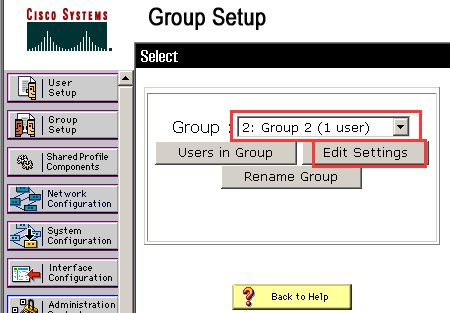 CISCO SYSTEMS
Group Setup
Select
User
Setup
Group
Setup
Shared Profile
Components
Network
Configuration
System
Configuration
Interface
Configuration
Administration
Group :
2: Group 2 (1 user)
Users in Group
Edit Settings
Rename Group
? Back to Help